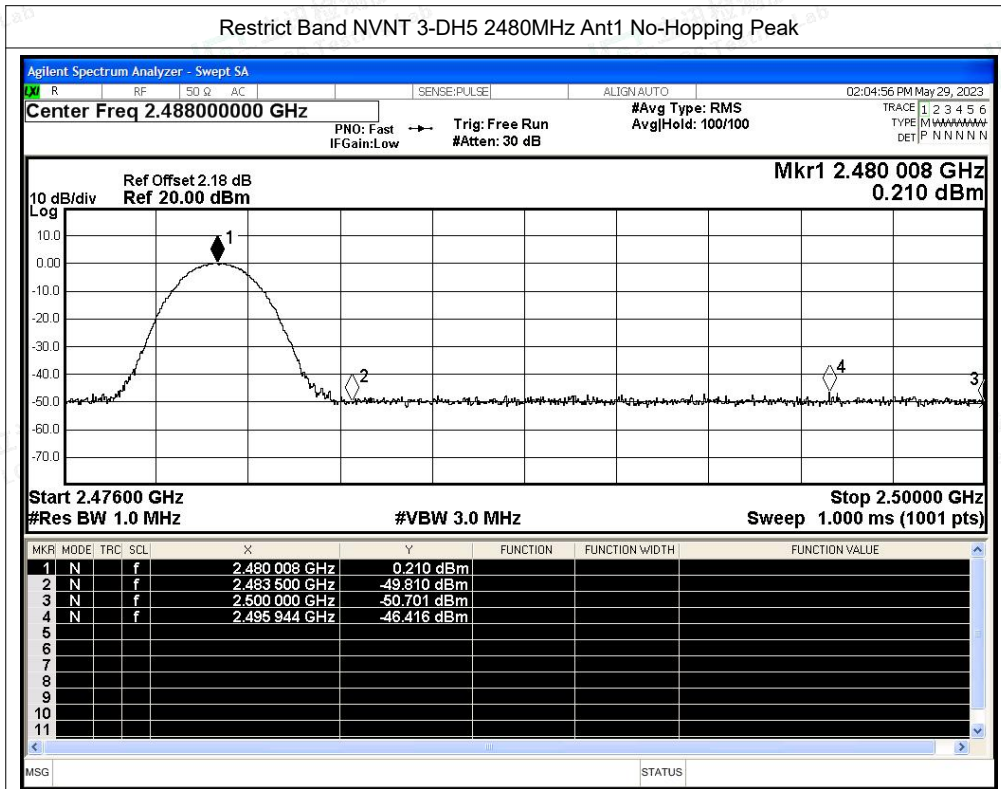 Restrict Band NVNT 3-DH5 2480MHz Ant1 No-Hopping Peak
Agilent Spectrum Analyzer - Swept SA
LXI R RF 50 Ω AC SENSE:PULSE ALIGN AUTO 02:04:56 PM May 29, 2023
Center Freq 2.488000000 GHz #Avg Type: RMS TRACE 1 2 3 4 5 6
PNO: Fast Trig: Free Run Avg|Hold: 100/100 TYPE M
IFGain:Low #Atten: 30 dB DET P N N N N N
Mkr1 2.480 008 GHz
0.210 dBm
Ref Offset 2.18 dB
10 dB/div Ref 20.00 dBm
Log
10.0
0.00
-10.0
-20.0
-30.0
-40.0
-50.0
-60.0
-70.0
1
2
4
3
Start 2.47600 GHz Stop 2.50000 GHz
#Res BW 1.0 MHz #VBW 3.0 MHz Sweep 1.000 ms (1001 pts)
MKR MODE TRC SCL X Y FUNCTION FUNCTION WIDTH FUNCTION VALUE
1 N f 2.480 008 GHz 0.210 dBm
2 N f 2.483 500 GHz -49.810 dBm
3 N f 2.500 000 GHz -50.701 dBm
4 N f 2.495 944 GHz -46.416 dBm
5
6
7
8
9
10
11
MSG STATUS